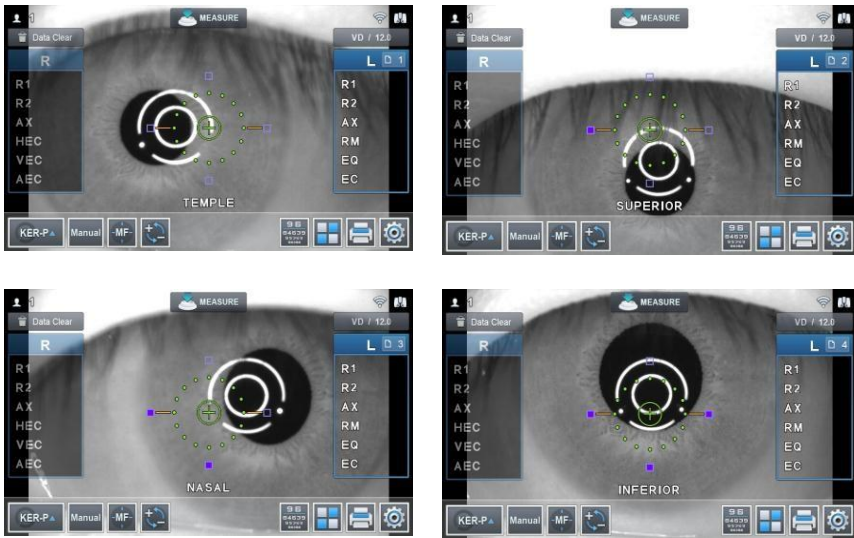 1 MEASURE
Data Clear VD / 12.0
R L 1
R1 R1
R2 R2
AX AX
HEC RM
VEC EQ
AEC EC
TEMPLE
KER-P Manual -MF- + -
1 MEASURE
Data Clear VD / 12.0
R L 2
R1 R1
R2 R2
AX AX
HEC RM
VEC EQ
AEC EC
SUPERIOR
KER-P Manual -MF- + -
1 MEASURE
Data Clear VD / 12.0
R L 3
R1 R1
R2 R2
AX AX
HEC RM
VEC EQ
AEC EC
NASAL
KER-P Manual -MF- + -
1 MEASURE
Data Clear VD / 12.0
R L 4
R1 R1
R2 R2
AX AX
HEC RM
VEC EQ
AEC EC
INFERIOR
KER-P Manual -MF- + -